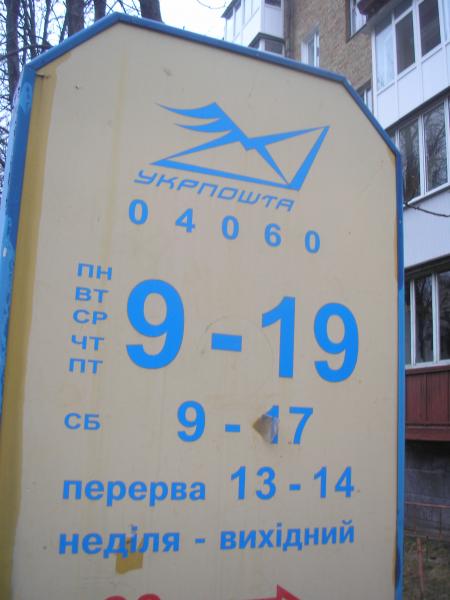 УКРПОШТА
04060
ПН
ВТ
СР
ЧТ
ПТ
9 - 19
СБ 9 - 17
перерва 13 - 14
неділя - вихідний